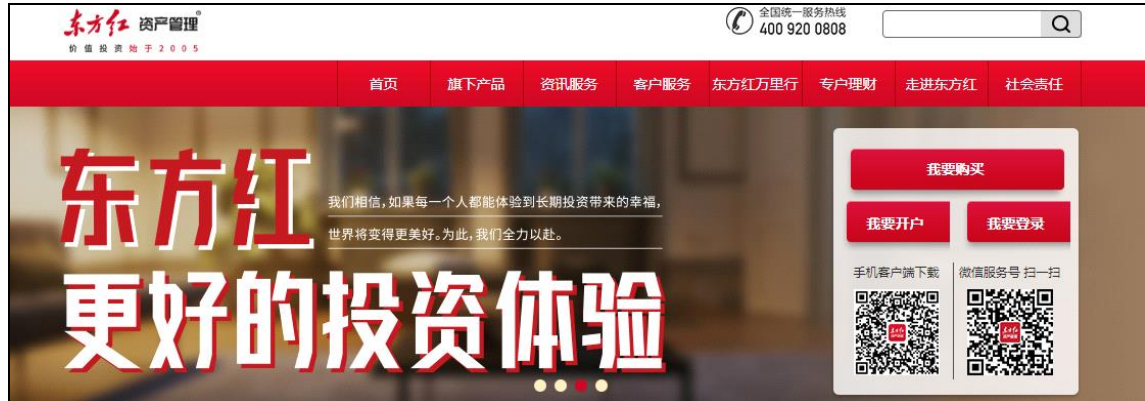 东方红 资产管理
价值投资始于2005
全国统一服务热线
400 920 0808
首页 旗下产品 资讯服务 客户服务 东方红万里行 专户理财 走进东方红 社会责任
东方红
我们相信,如果每一个人都能体验到长期投资带来的幸福,
世界将变得更美好。为此,我们全力以赴。
更好的投资体验
我要购买
我要开户 我要登录
手机客户端下载 微信服务号 扫一扫